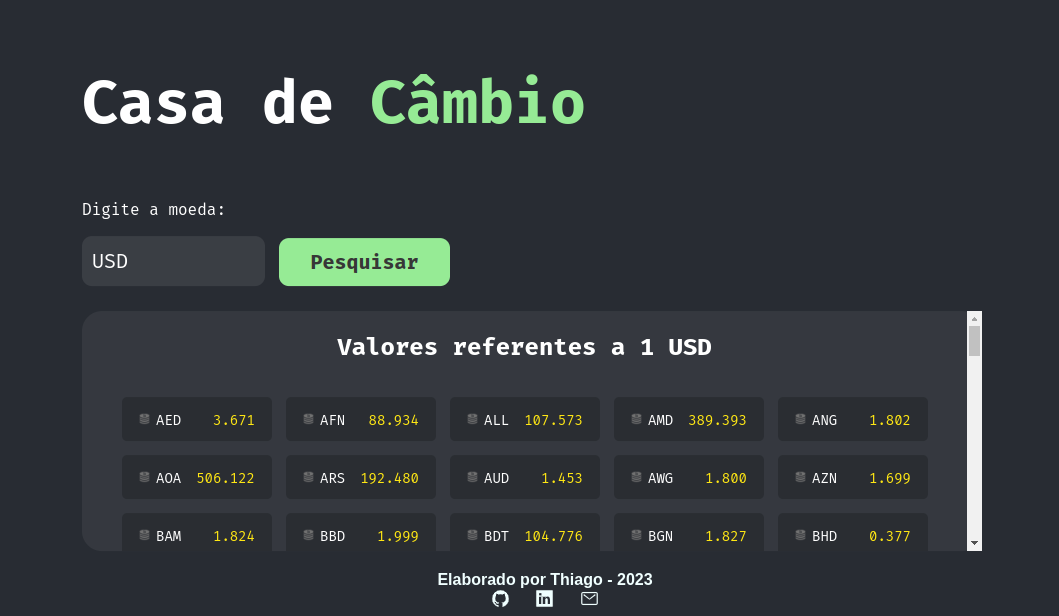 Casa de Câmbio
Digite a moeda:
USD Pesquisar
Valores referentes a 1 USD
AED 3.671 AFN 88.934 ALL 107.573 AMD 389.393 ANG 1.802
AOA 506.122 ARS 192.480 AUD 1.453 AWG 1.800 AZN 1.699
BAM 1.824 BBD 1.999 BDT 104.776 BGN 1.827 BHD 0.377
Elaborado por Thiago - 2023